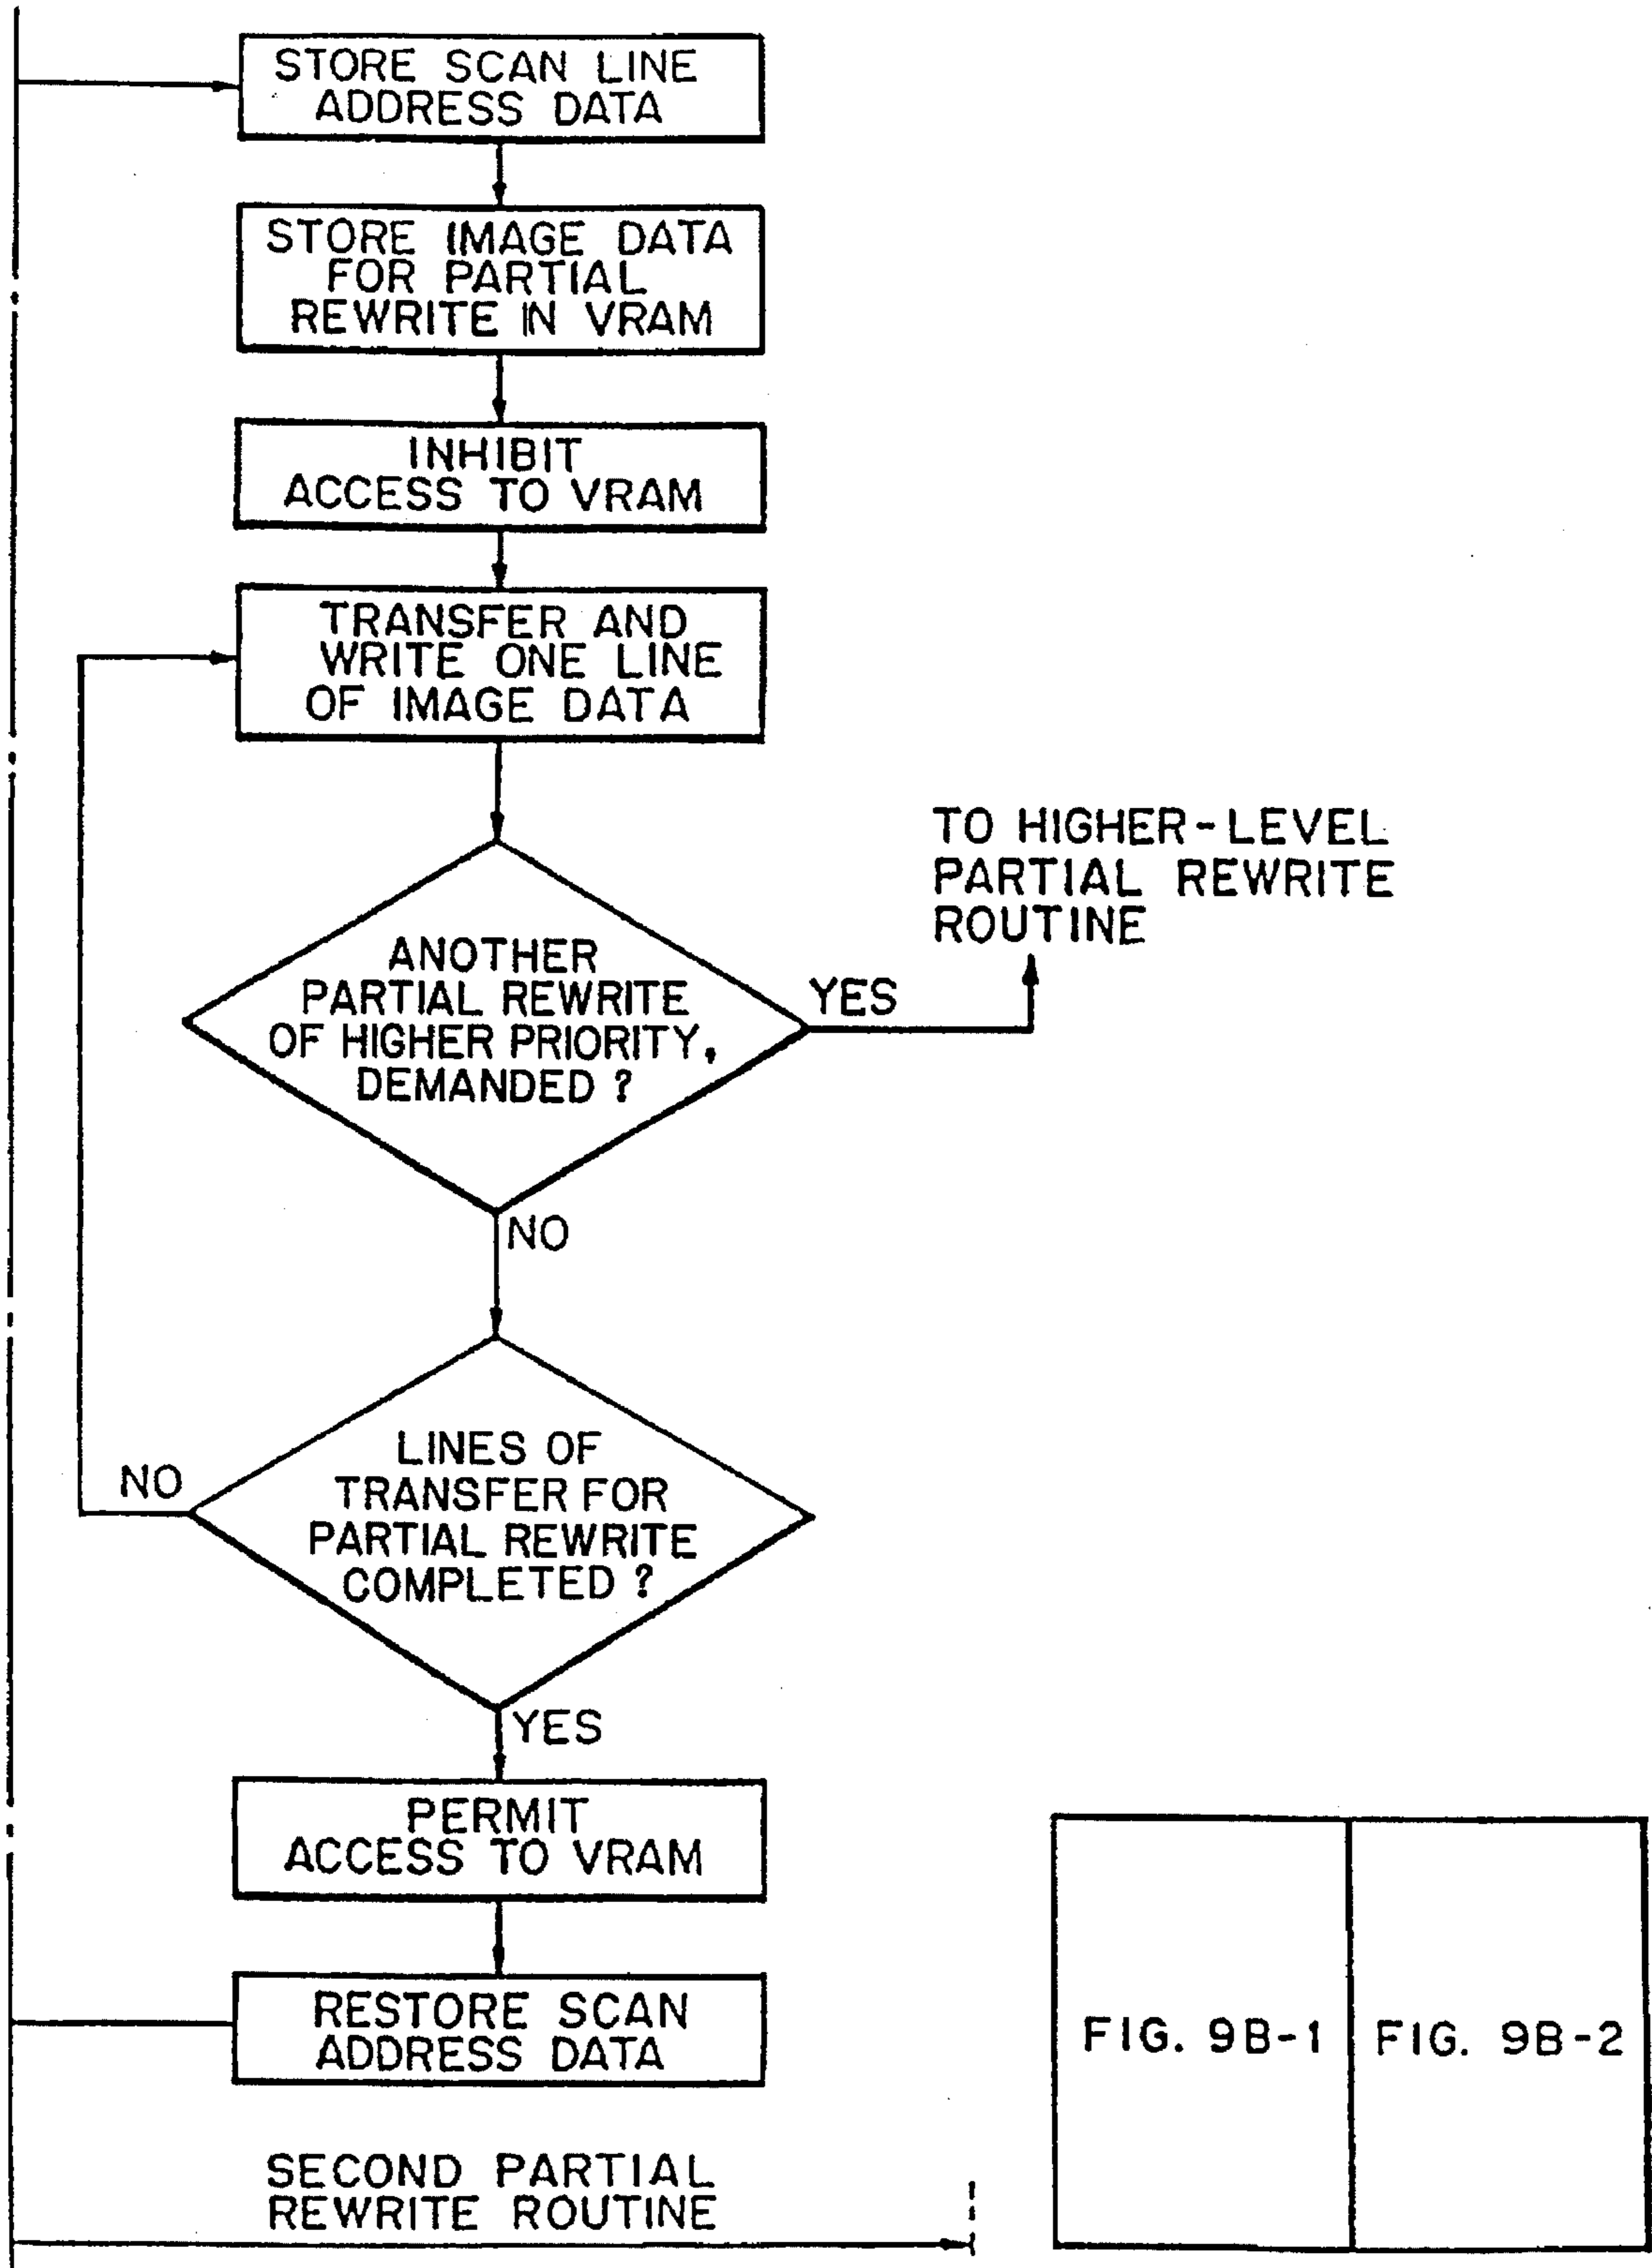 STORE SCAN LINE
ADDRESS DATA
STORE IMAGE DATA
FOR PARTIAL
REWRITE IN VRAM
INHIBIT
ACCESS TO VRAM
TRANSFER AND
WRITE ONE LINE
OF IMAGE DATA
TO HIGHER-LEVEL
PARTIAL REWRITE
ROUTINE
ANOTHER
PARTIAL REWRITE
OF HIGHER PRIORITY,
DEMANDED ?
YES
NO
LINES OF
TRANSFER FOR
PARTIAL REWRITE
COMPLETED ?
NO
YES
PERMIT
ACCESS TO VRAM
RESTORE SCAN
ADDRESS DATA
FIG. 9B-1 FIG. 9B-2
SECOND PARTIAL
REWRITE ROUTINE